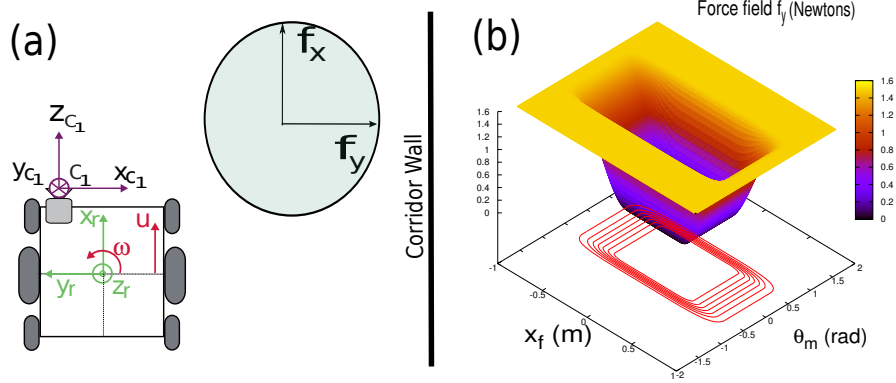 (a)
f_x
f_y
Corridor Wall
z_C1
y_C1
C_1
x_C1
x_r
u
ω
y_r
z_r
(b)
Force field f_y (Newtons)
1.6
1.4
1.2
1
0.8
0.6
0.4
0.2
0
1.6
1.4
1.2
1
0.8
0.6
0.4
0.2
0
-1
-0.5
0
0.5
1
-2
-1.5
-1
-0.5
0
0.5
1
1.5
2
x_f (m)
θ_m (rad)